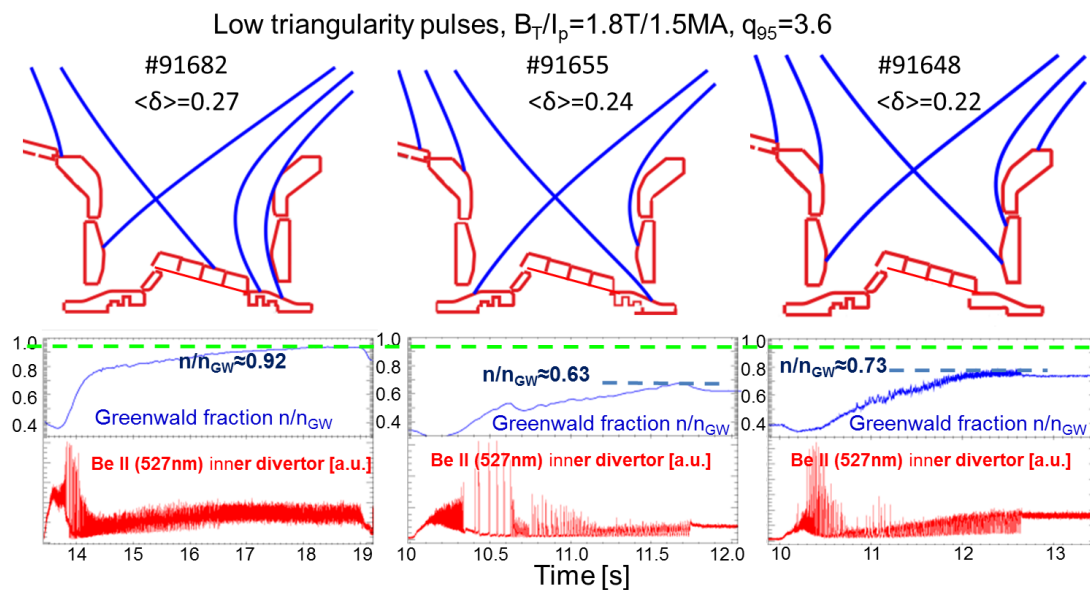 Low triangularity pulses, B_T/I_p=1.8T/1.5MA, q_95=3.6
#91682
<δ>=0.27
#91655
<δ>=0.24
#91648
<δ>=0.22
1.0
0.8
0.6
0.4
n/n_GW≈0.92
Greenwald fraction n/n_GW
1.0
0.8
0.6
0.4
n/n_GW≈0.63
Greenwald fraction n/n_GW
1.0
0.8
0.6
0.4
n/n_GW≈0.73
Greenwald fraction n/n_GW
Be II (527nm) inner divertor [a.u.]
Be II (527nm) inner divertor [a.u.]
Be II (527nm) inner divertor [a.u.]
14 15 16 17 18 19
10 10.5 11.0 11.5 12.0
10 11 12 13
Time [s]